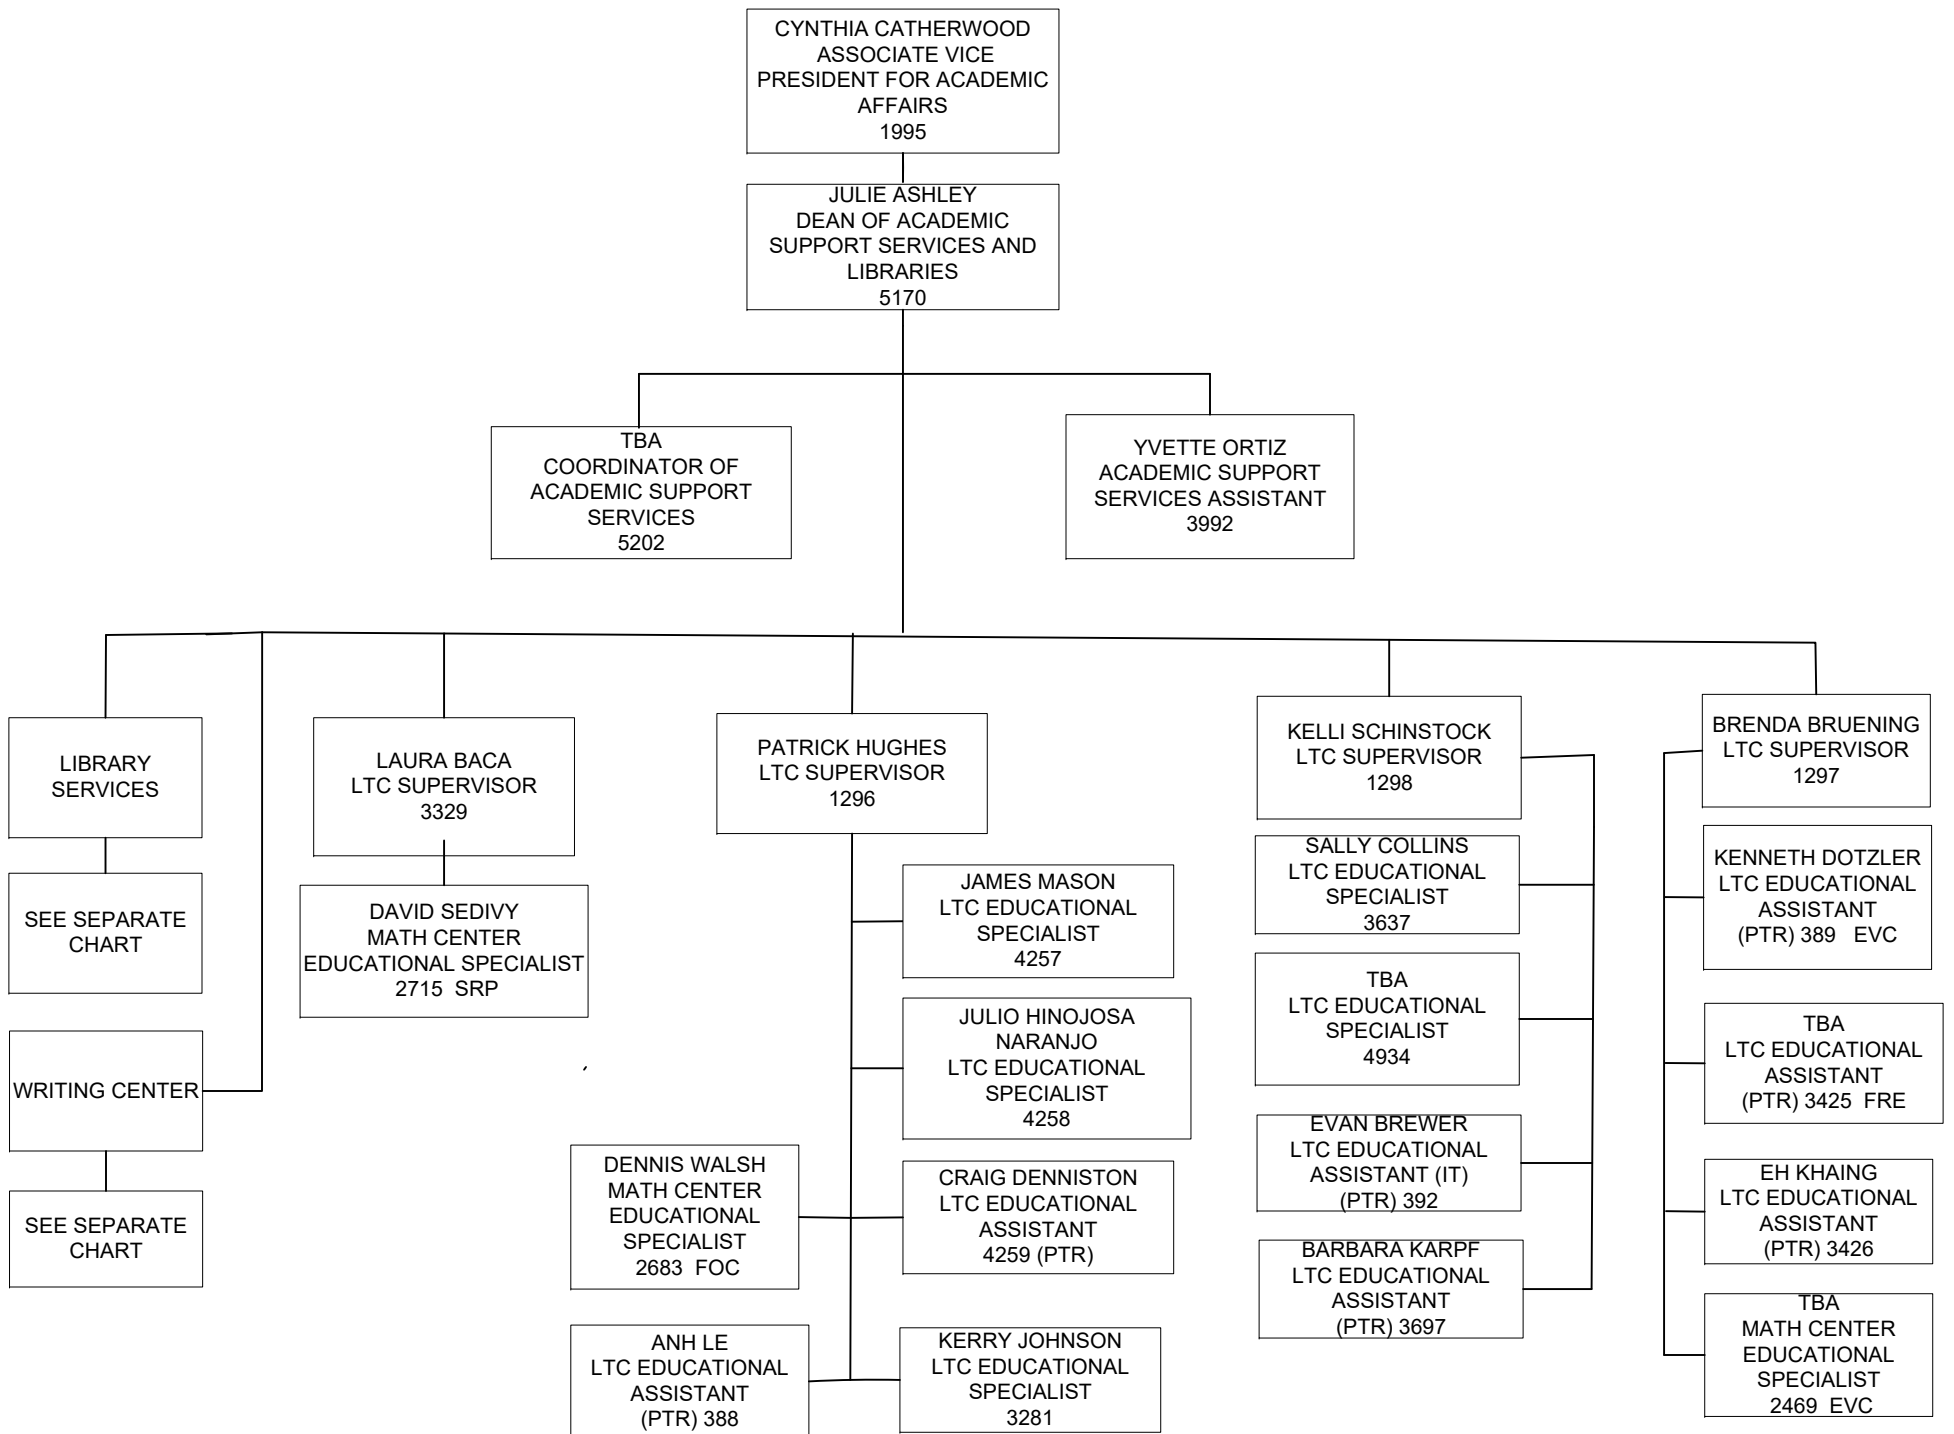 CYNTHIA CATHERWOOD
ASSOCIATE VICE
PRESIDENT FOR ACADEMIC
AFFAIRS
1995
JULIE ASHLEY
DEAN OF ACADEMIC
SUPPORT SERVICES AND
LIBRARIES
5170
TBA
COORDINATOR OF
ACADEMIC SUPPORT
SERVICES
5202
YVETTE ORTIZ
ACADEMIC SUPPORT
SERVICES ASSISTANT
3992
LIBRARY
SERVICES
SEE SEPARATE
CHART
WRITING CENTER
SEE SEPARATE
CHART
LAURA BACA
LTC SUPERVISOR
3329
DAVID SEDIVY
MATH CENTER
EDUCATIONAL SPECIALIST
2715  SRP
PATRICK HUGHES
LTC SUPERVISOR
1296
JAMES MASON
LTC EDUCATIONAL
SPECIALIST
4257
JULIO HINOJOSA
NARANJO
LTC EDUCATIONAL
SPECIALIST
4258
DENNIS WALSH
MATH CENTER
EDUCATIONAL
SPECIALIST
2683  FOC
CRAIG DENNISTON
LTC EDUCATIONAL
ASSISTANT
4259 (PTR)
ANH LE
LTC EDUCATIONAL
ASSISTANT
(PTR) 388
KERRY JOHNSON
LTC EDUCATIONAL
SPECIALIST
3281
KELLI SCHINSTOCK
LTC SUPERVISOR
1298
SALLY COLLINS
LTC EDUCATIONAL
SPECIALIST
3637
TBA
LTC EDUCATIONAL
SPECIALIST
4934
EVAN BREWER
LTC EDUCATIONAL
ASSISTANT (IT)
(PTR) 392
BARBARA KARPF
LTC EDUCATIONAL
ASSISTANT
(PTR) 3697
BRENDA BRUENING
LTC SUPERVISOR
1297
KENNETH DOTZLER
LTC EDUCATIONAL
ASSISTANT
(PTR) 389   EVC
TBA
LTC EDUCATIONAL
ASSISTANT
(PTR) 3425  FRE
EH KHAING
LTC EDUCATIONAL
ASSISTANT
(PTR) 3426
TBA
MATH CENTER
EDUCATIONAL
SPECIALIST
2469  EVC